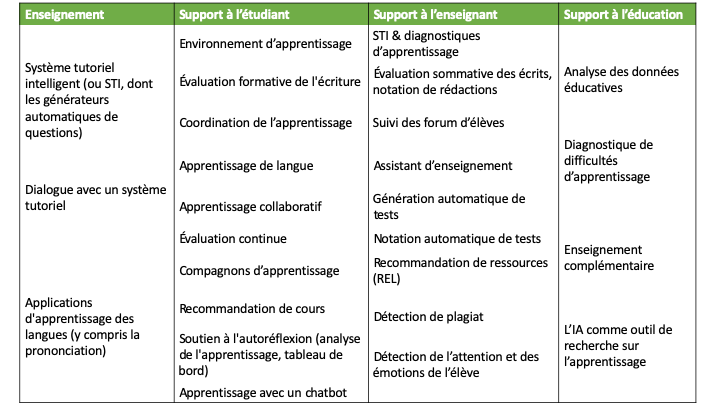 Enseignement
Support à l'étudiant
Support à l'enseignant
Support à l'éducation
Système tutoriel
intelligent (ou STI, dont
les générateurs
automatiques de
questions)
Dialogue avec un système
tutoriel
Applications
d'apprentissage des
langues (y compris la
prononciation)
Environnement d'apprentissage
Évaluation formative de l'écriture
Coordination de l'apprentissage
Apprentissage de langue
Apprentissage collaboratif
Évaluation continue
Compagnons d'apprentissage
Recommandation de cours
Soutien à l'autoréflexion (analyse
de l'apprentissage, tableau de
bord)
Apprentissage avec un chatbot
STI & diagnostiques
d'apprentissage
Évaluation sommative des écrits,
notation de rédactions
Suivi des forum d'élèves
Assistant d'enseignement
Génération automatique de
tests
Notation automatique de tests
Recommandation de ressources
(REL)
Détection de plagiat
Détection de l'attention et des
émotions de l'élève
Analyse des données
éducatives
Diagnostique de
difficultés
d'apprentissage
Enseignement
complémentaire
L'IA comme outil de
recherche sur
l'apprentissage